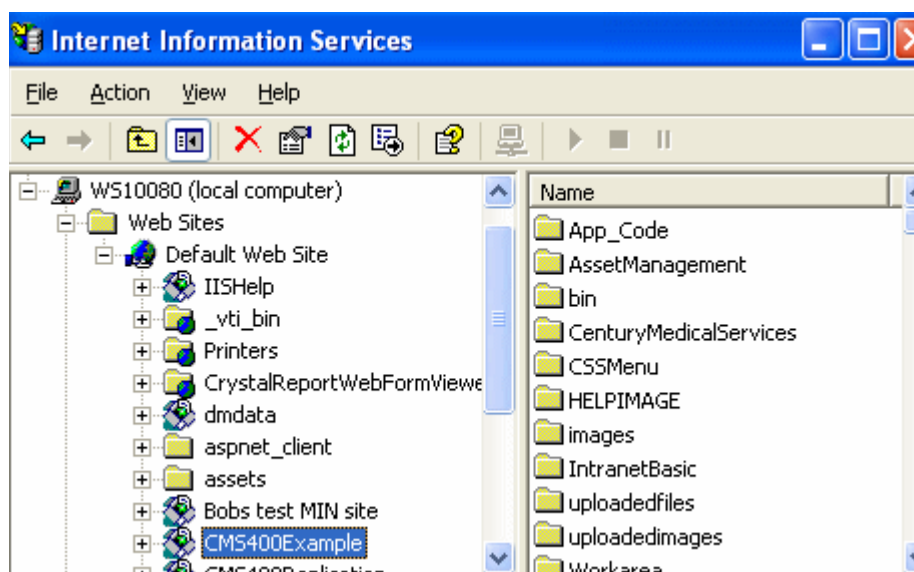 Internet Information Services
File Action View Help
WS10080 (local computer)
Web Sites
Default Web Site
IISHelp
_vti_bin
Printers
CrystalReportWebFormViewe
dmdata
aspnet_client
assets
Bobs test MIN site
CMS400Example
CMS400Replication
Name
App_Code
AssetManagement
bin
CenturyMedicalServices
CSSMenu
HELPIMAGE
images
IntranetBasic
uploadedfiles
uploadedimages
Workarea